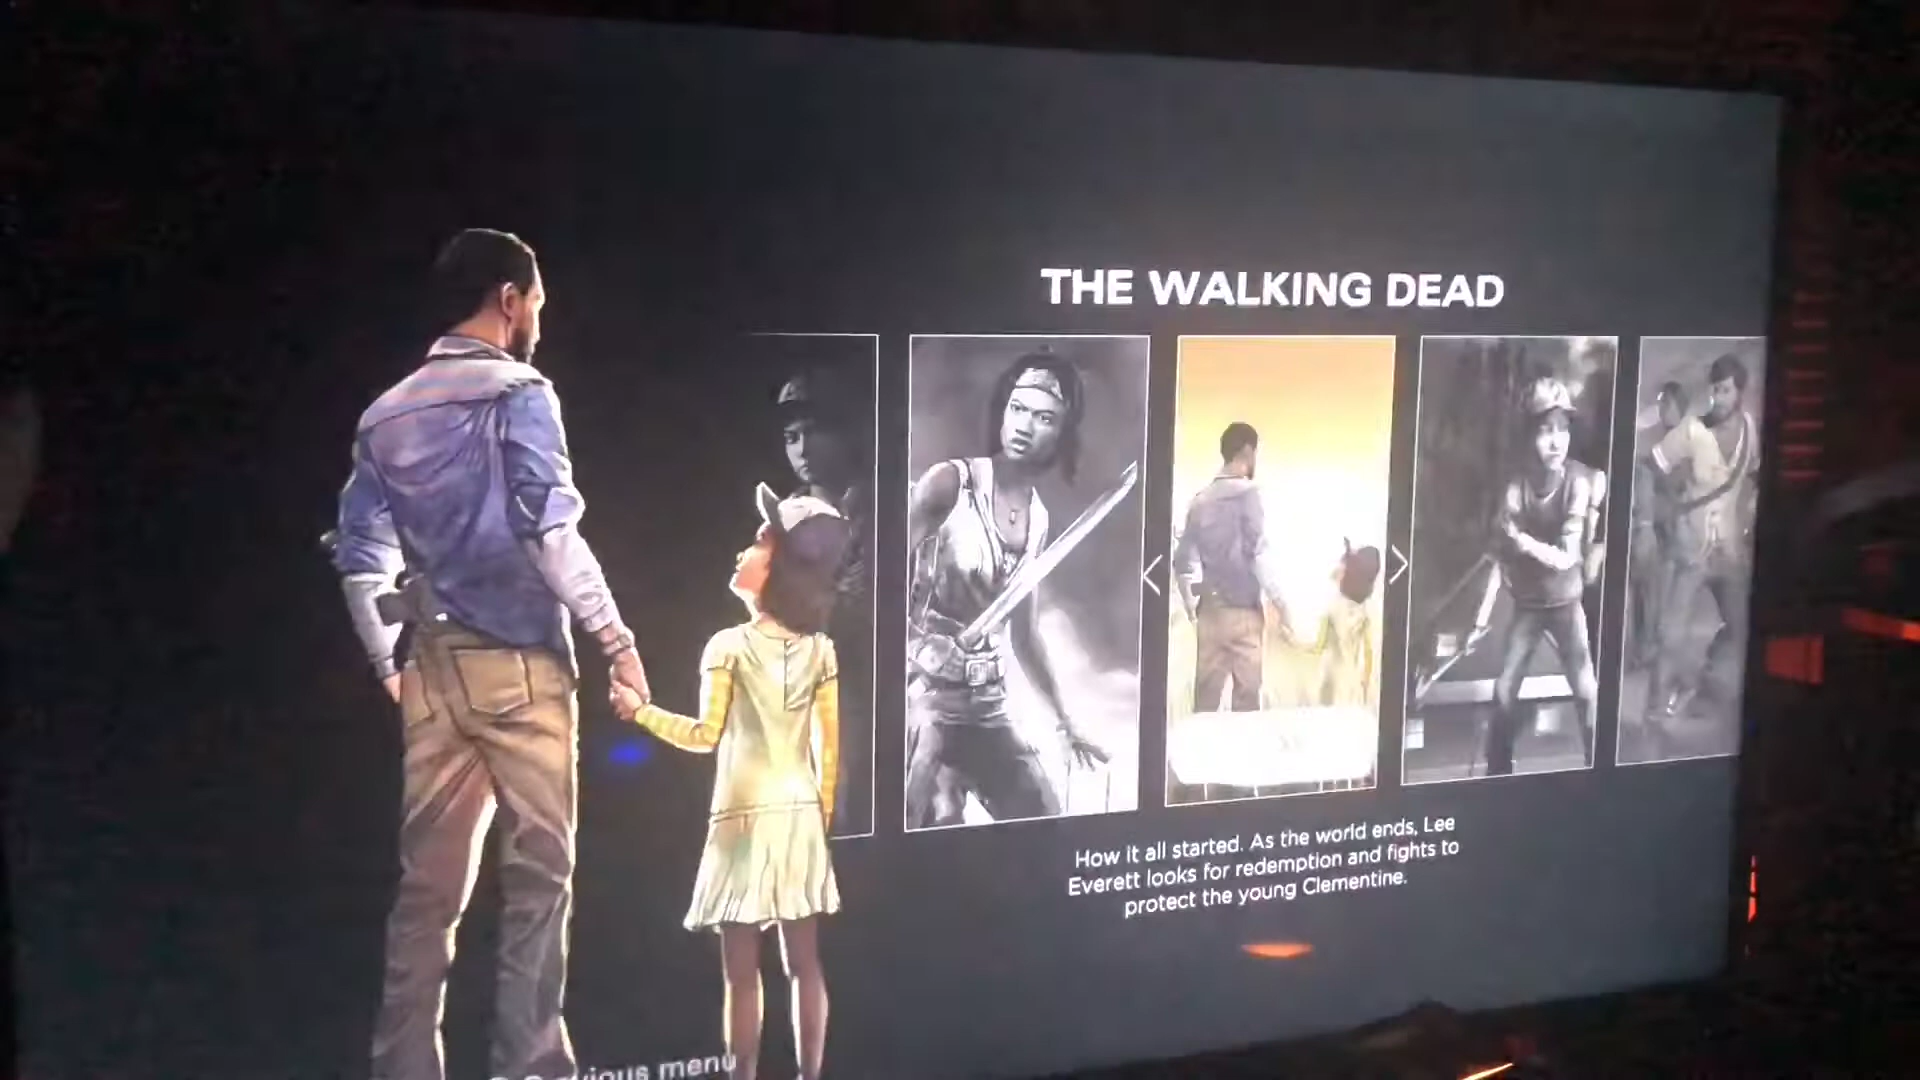 THE WALKING DEAD
How it all started. As the world ends, Lee
Everett looks for redemption and fights to
protect the young Clementine.
menu